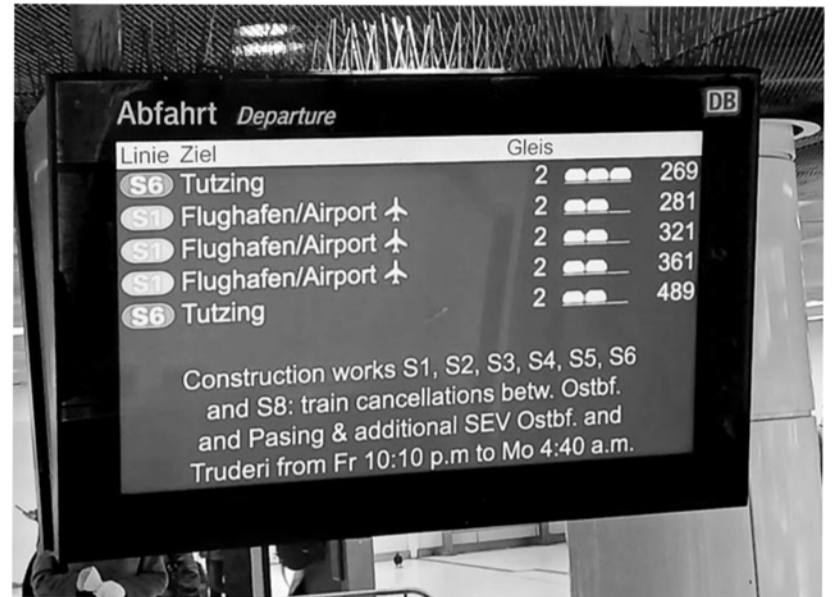 Abfahrt Departure DB
Linie Ziel Gleis
S6 Tutzing 2 269
S1 Flughafen/Airport 2 281
S1 Flughafen/Airport 2 321
S1 Flughafen/Airport 2 361
S6 Tutzing 2 489
Construction works S1, S2, S3, S4, S5, S6
and S8: train cancellations betw. Ostbf.
and Pasing & additional SEV Ostbf. and
Truderi from Fr 10:10 p.m to Mo 4:40 a.m.